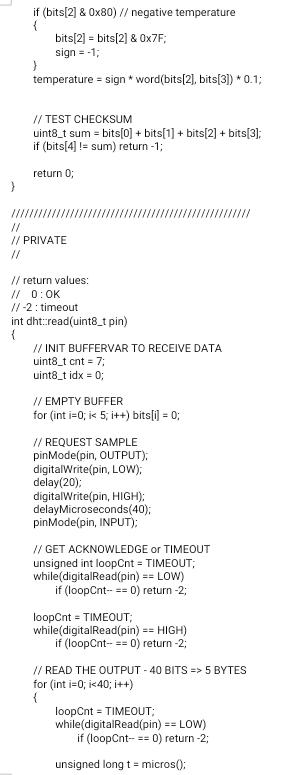 if (bits[2] & 0x80) // negative temperature
{
bits[2] = bits[2] & 0x7F;
sign = -1;
}
temperature = sign * word(bits[2], bits[3]) * 0.1;
// TEST CHECKSUM
uint8_t sum = bits[0] + bits[1] + bits[2] + bits[3];
if (bits[4] != sum) return -1;
return 0;
}
/////////////////////////////////////////////////////
//
// PRIVATE
//
// return values:
// 0 : OK
// -2 : timeout
int dht::read(uint8_t pin)
{
// INIT BUFFERVAR TO RECEIVE DATA
uint8_t cnt = 7;
uint8_t idx = 0;
// EMPTY BUFFER
for (int i=0; i< 5; i++) bits[i] = 0;
// REQUEST SAMPLE
pinMode(pin, OUTPUT);
digitalWrite(pin, LOW);
delay(20);
digitalWrite(pin, HIGH);
delayMicroseconds(40);
pinMode(pin, INPUT);
// GET ACKNOWLEDGE or TIMEOUT
unsigned int loopCnt = TIMEOUT;
while(digitalRead(pin) == LOW)
if (loopCnt-- == 0) return -2;
loopCnt = TIMEOUT;
while(digitalRead(pin) == HIGH)
if (loopCnt-- == 0) return -2;
// READ THE OUTPUT - 40 BITS => 5 BYTES
for (int i=0; i<40; i++)
{
loopCnt = TIMEOUT;
while(digitalRead(pin) == LOW)
if (loopCnt-- == 0) return -2;
unsigned long t = micros();